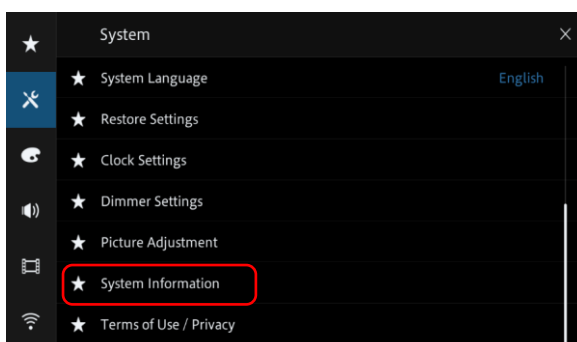 System
System Language English
Restore Settings
Clock Settings
Dimmer Settings
Picture Adjustment
System Information
Terms of Use / Privacy